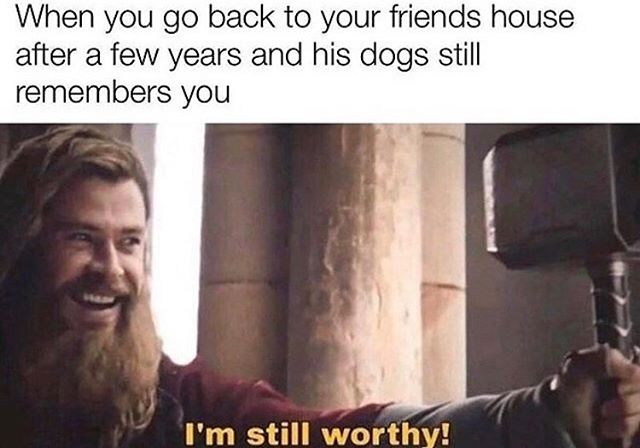 When you go back to your friends house
after a few years and his dogs still
remembers you
I'm still worthy!